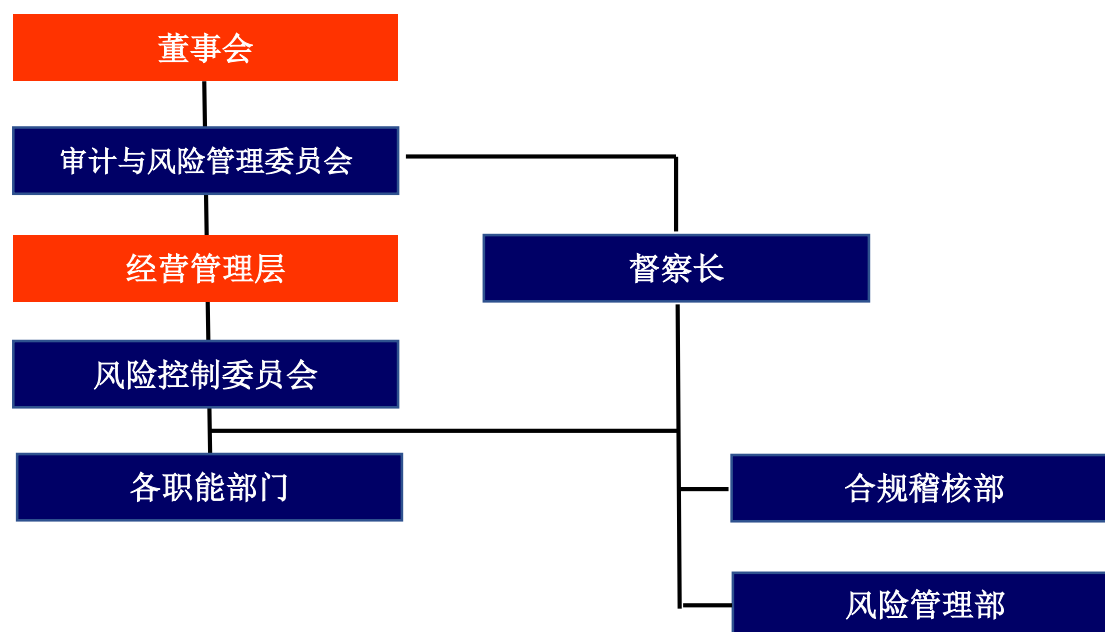 董事会
审计与风险管理委员会
经营管理层
督察长
风险控制委员会
各职能部门
合规稽核部
风险管理部